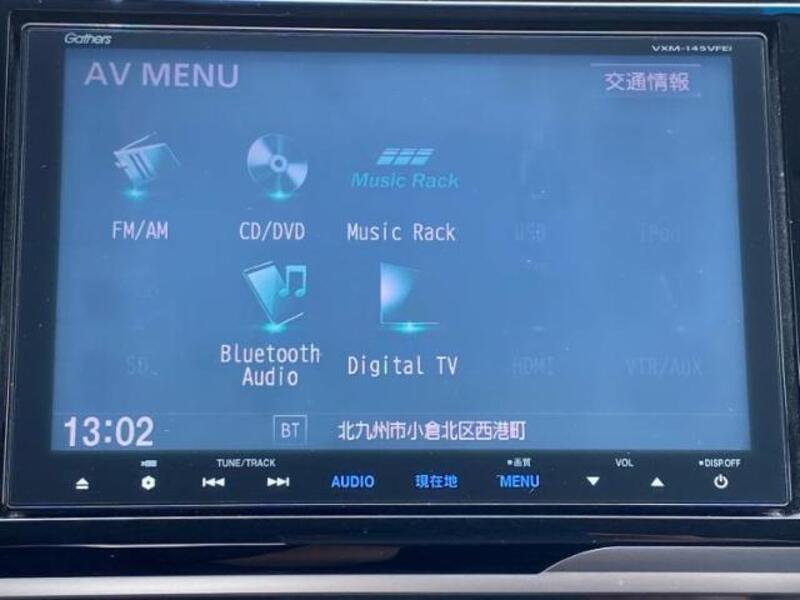 Gathers
VXM-145VFEi
AV MENU
交通情報
Music Rack
FM/AM
CD/DVD
Music Rack
USB
iPod
Bluetooth
Audio
Digital TV
SD
HDMI
VTR/AUX
13:02
BT
北九州市小倉北区西港町
TUNE/TRACK
画質
VOL
DISP.OFF
AUDIO
現在地
MENU